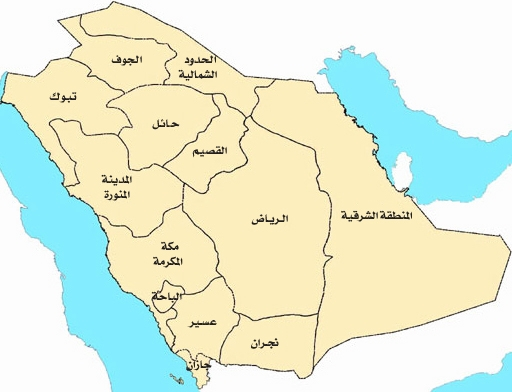 الحدود
الشمالية
الجوف
تبوك
حائل
القصيم
المدينة
المنورة
الرياض
المنطقة الشرقية
مكة
المكرمة
الباحة
عسير
نجران
جازان